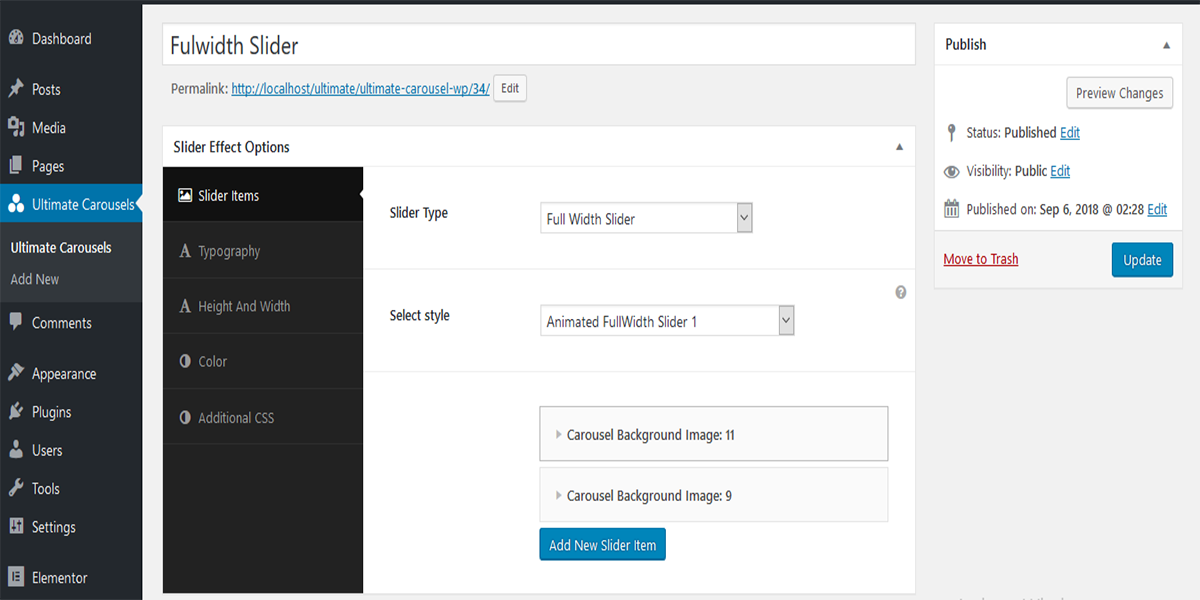 Dashboard
Posts
Media
Pages
Ultimate Carousels
Ultimate Carousels
Add New
Comments
Appearance
Plugins
Users
Tools
Settings
Elementor
Fulwidth Slider
Permalink: http://localhost/ultimate/ultimate-carousel-wp/34/ Edit
Slider Effect Options
Slider Items
Typography
Height And Width
Color
Additional CSS
Slider Type
Full Width Slider
Select style
Animated FullWidth Slider 1
Carousel Background Image: 11
Carousel Background Image: 9
Add New Slider Item
Publish
Preview Changes
Status: Published Edit
Visibility: Public Edit
Published on: Sep 6, 2018 @ 02:28 Edit
Move to Trash
Update